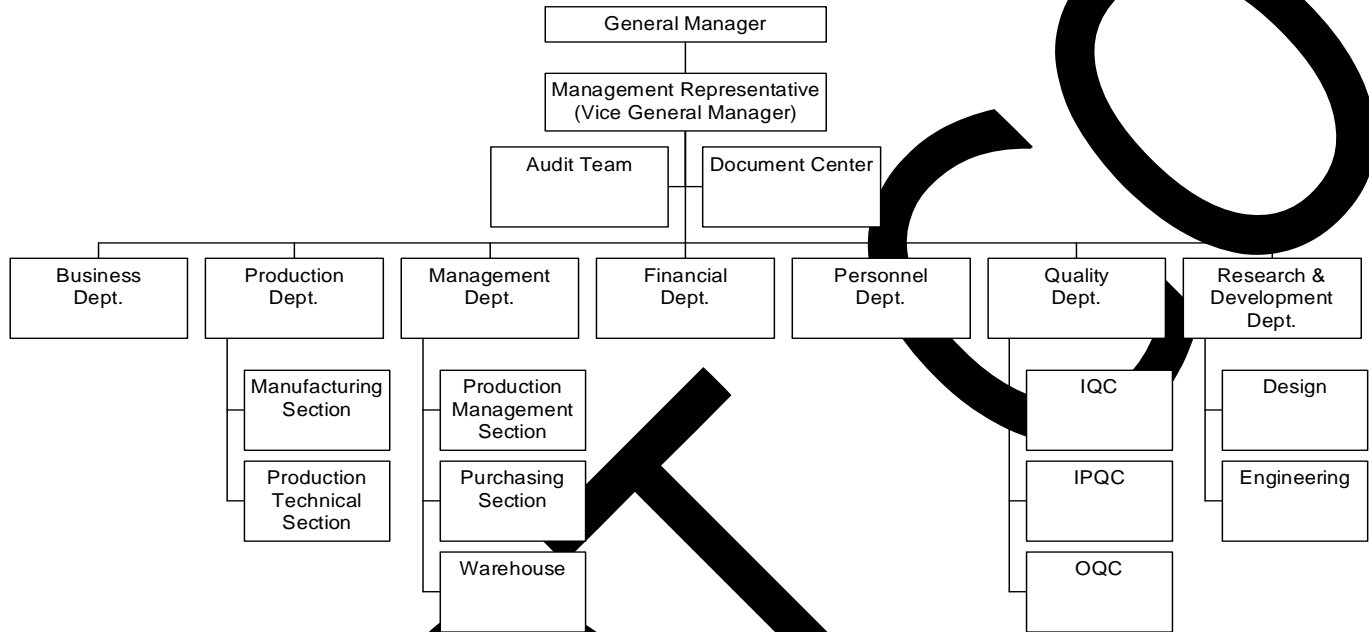 General Manager
Management Representative
(Vice General Manager)
Audit Team
Document Center
Business
Dept.
Production
Dept.
Management
Dept.
Financial
Dept.
Personnel
Dept.
Quality
Dept.
Research &
Development
Dept.
Manufacturing
Section
Production
Management
Section
IQC
Design
Production
Technical
Section
Purchasing
Section
IPQC
Engineering
Warehouse
OQC